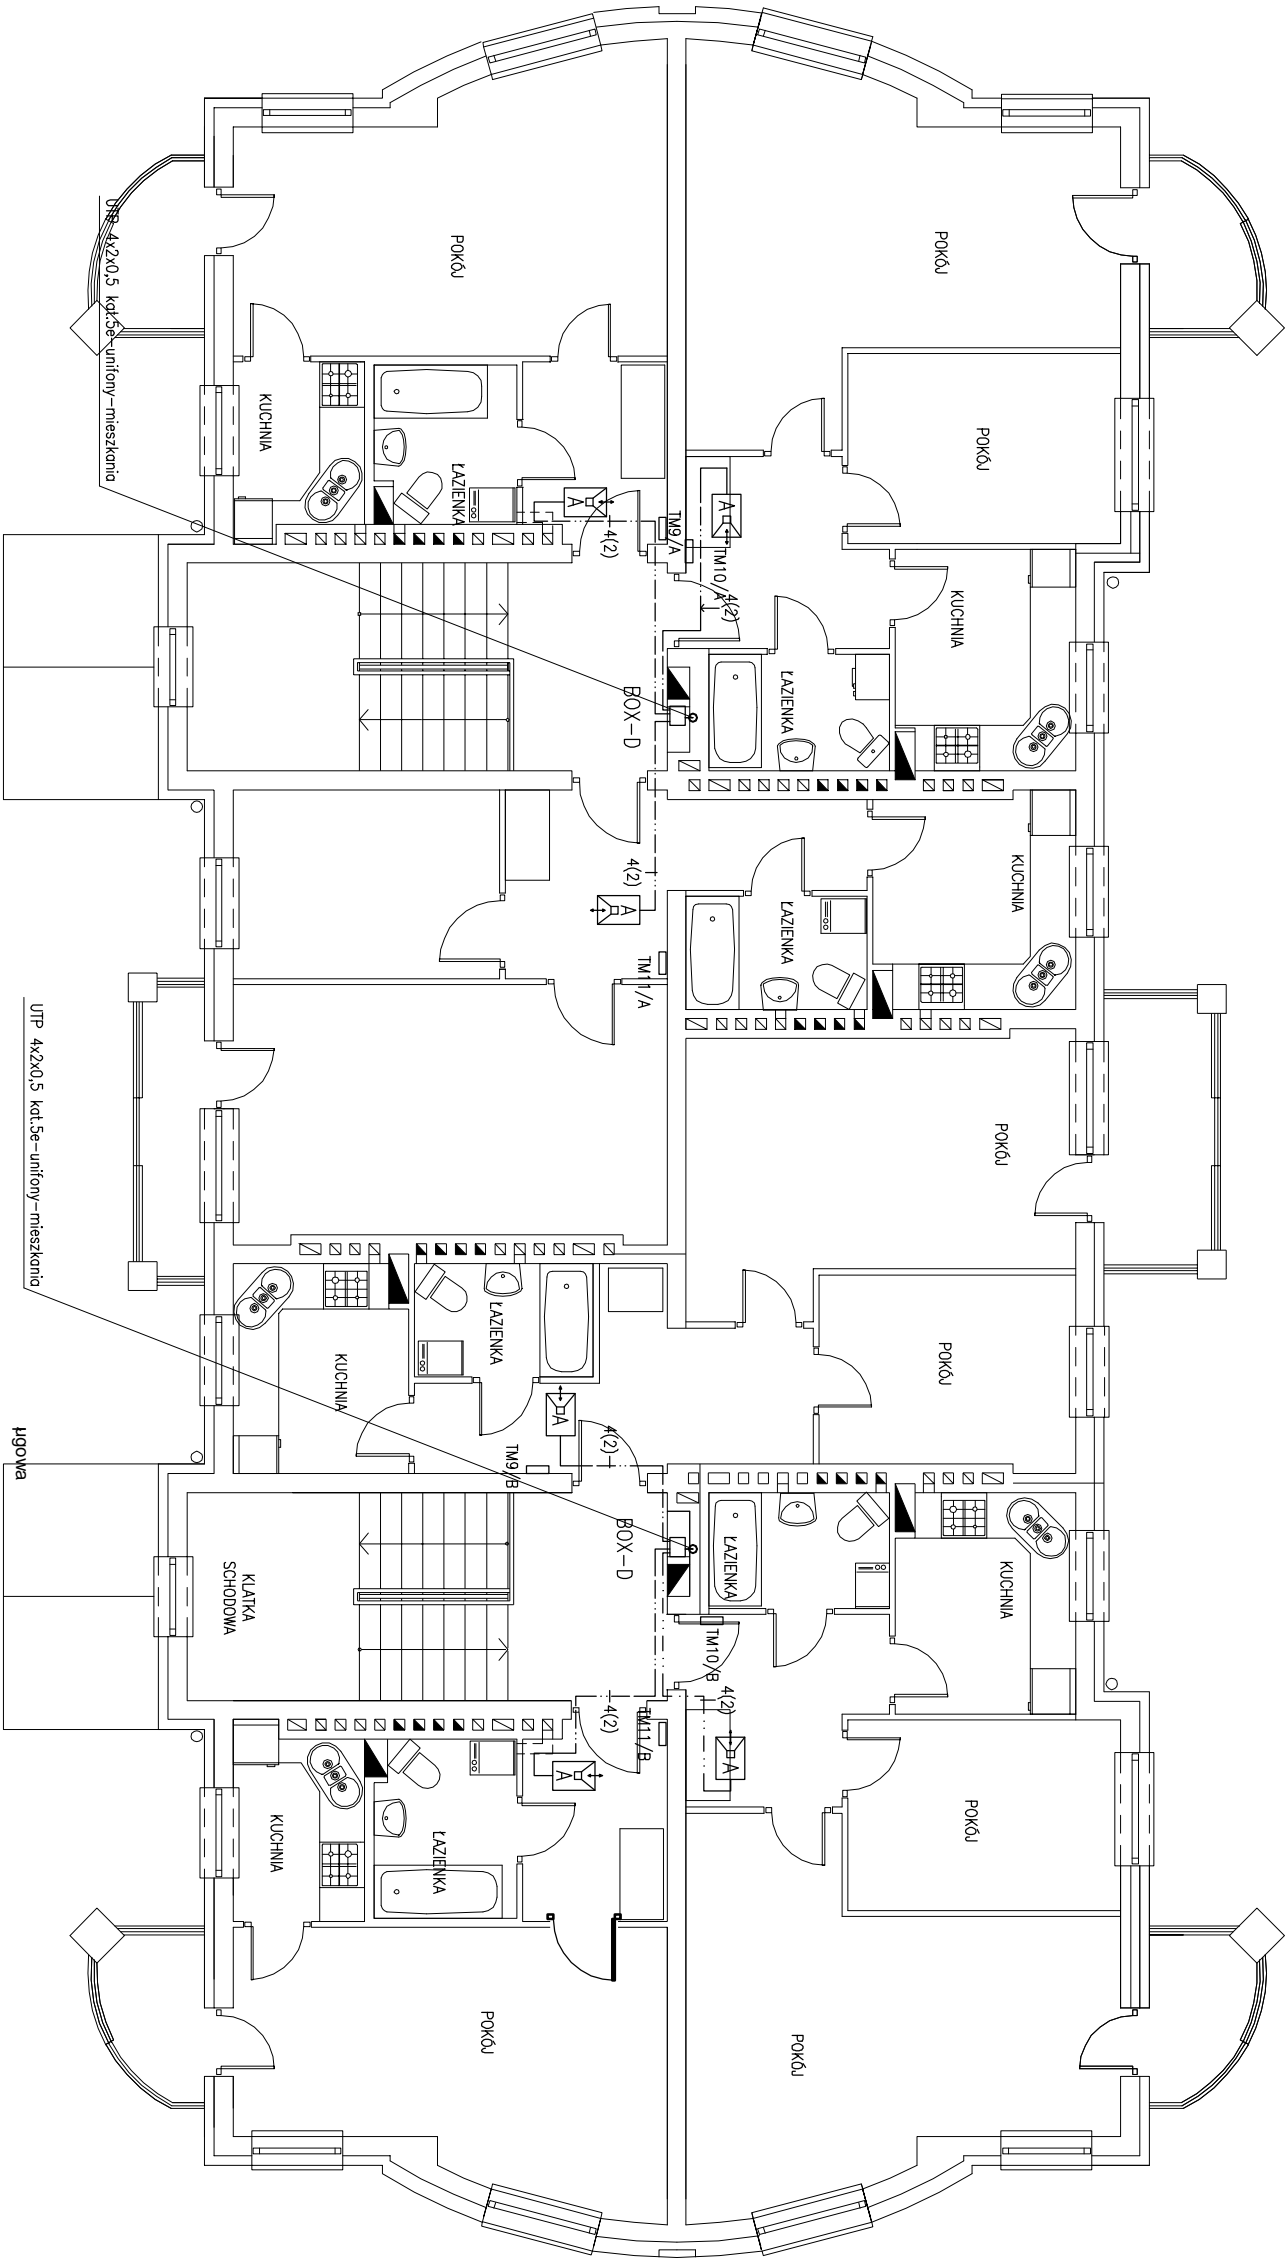 POKÓJ
POKÓJ
UTP 4x2x0,5 kat.5e-unifony-mieszkania
KUCHNIA
ŁAZIENKA
POKÓJ
A
A
4(2)
TM9/A
TM10/A
4(2)
KUCHNIA
BOX-D
ŁAZIENKA
4(2)
A
TM11/A
ŁAZIENKA
KUCHNIA
POKÓJ
UTP 4x2x0,5 kat.5e-unifony-mieszkania
ŁAZIENKA
KUCHNIA
POKÓJ
A
4(2)
TM9/B
µgowa
BOX-D
ŁAZIENKA
KUCHNIA
KLATKA
SCHODOWA
TM10/B
4(2)
4(2)
TM11/B
A
A
KUCHNIA
ŁAZIENKA
POKÓJ
POKÓJ
POKÓJ